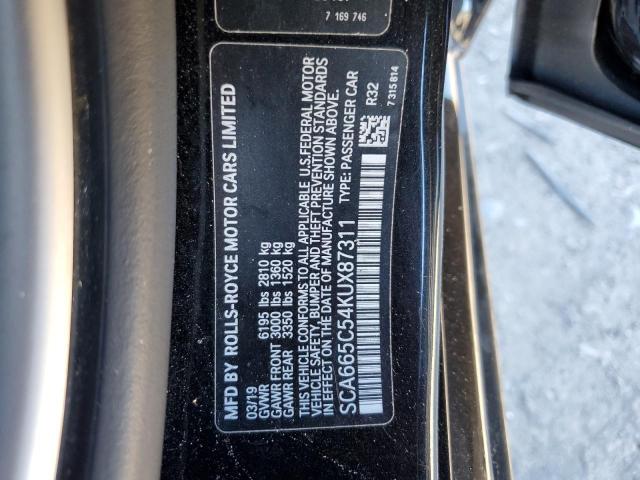 7 169 746
MFD BY ROLLS-ROYCE MOTOR CARS LIMITED
03/19
GVWR 6195 lbs 2810 kg
GAWR FRONT 3000 lbs 1360 kg
GAWR REAR 3350 lbs 1520 kg
THIS VEHICLE CONFORMS TO ALL APPLICABLE U.S.FEDERAL MOTOR-
VEHICLE SAFETY, BUMPER AND THEFT PREVENTION STANDARDS
IN EFFECT ON THE DATE OF MANUFACTURE SHOWN ABOVE.
SCA665C54KUX87311 TYPE: PASSENGER CAR
R32
7 315 814